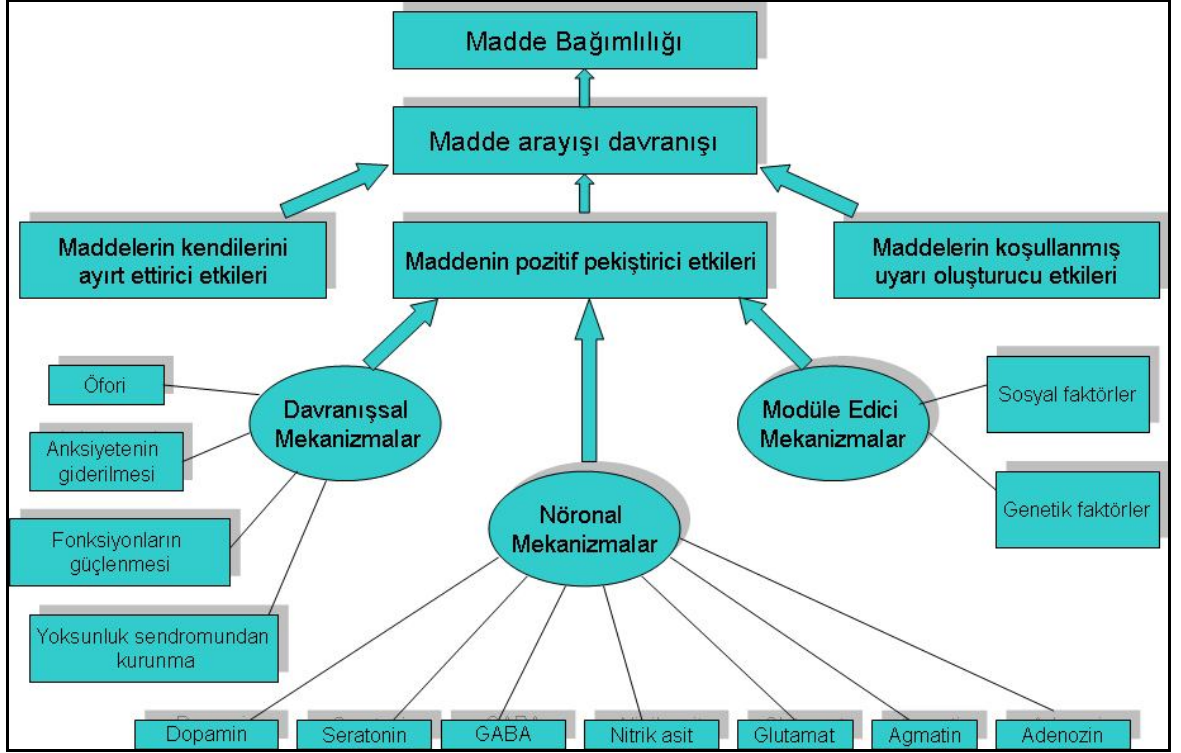 Madde Bağımlılığı
Madde arayışı davranışı
Maddelerin kendilerini
ayırt ettirici etkileri
Maddenin pozitif pekiştirici etkileri
Maddelerin koşullanmış
uyarı oluşturucu etkileri
Öfori
Anksiyetenin
giderilmesi
Fonksiyonların
güçlenmesi
Yoksunluk sendromundan
kurunma
Davranışsal
Mekanizmalar
Nöronal
Mekanizmalar
Modüle Edici
Mekanizmalar
Sosyal faktörler
Genetik faktörler
Dopamin
Seratonin
GABA
Nitrik asit
Glutamat
Agmatin
Adenozin